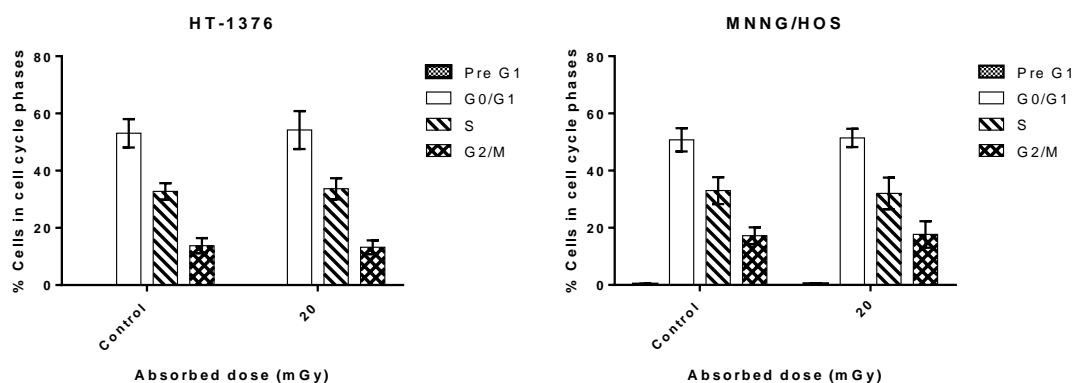 HT-1376
% Cells in cell cycle phases
80
60
40
20
0
Control
20
Absorbed dose (mGy)
Pre G1
G0/G1
S
G2/M
MNNG/HOS
% Cells in cell cycle phases
80
60
40
20
0
Control
20
Absorbed dose (mGy)
Pre G1
G0/G1
S
G2/M